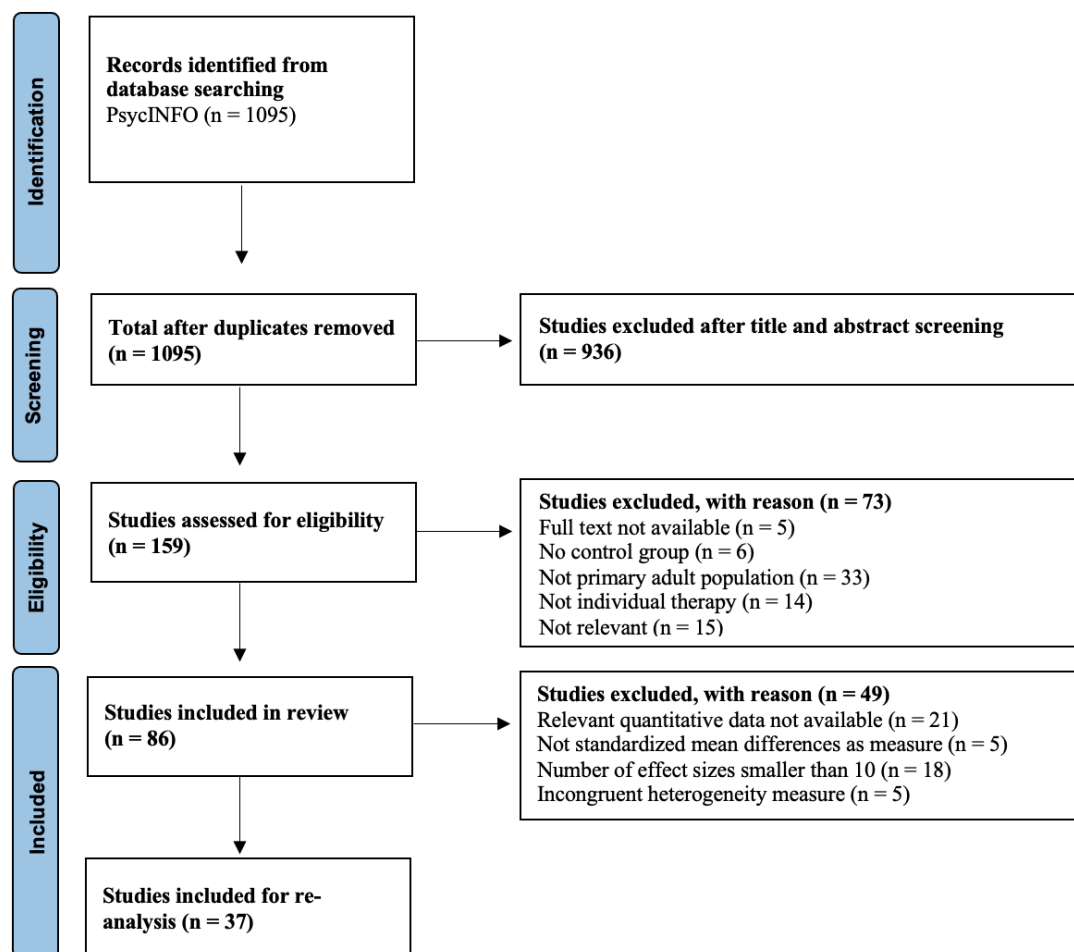 Identification
Records identified from
database searching
PsycINFO (n = 1095)
Screening
Total after duplicates removed
(n = 1095)
Studies excluded after title and abstract screening
(n = 936)
Eligibility
Studies assessed for eligibility
(n = 159)
Studies excluded, with reason (n = 73)
Full text not available (n = 5)
No control group (n = 6)
Not primary adult population (n = 33)
Not individual therapy (n = 14)
Not relevant (n = 15)
Included
Studies included in review
(n = 86)
Studies excluded, with reason (n = 49)
Relevant quantitative data not available (n = 21)
Not standardized mean differences as measure (n = 5)
Number of effect sizes smaller than 10 (n = 18)
Incongruent heterogeneity measure (n = 5)
Studies included for re-
analysis (n = 37)